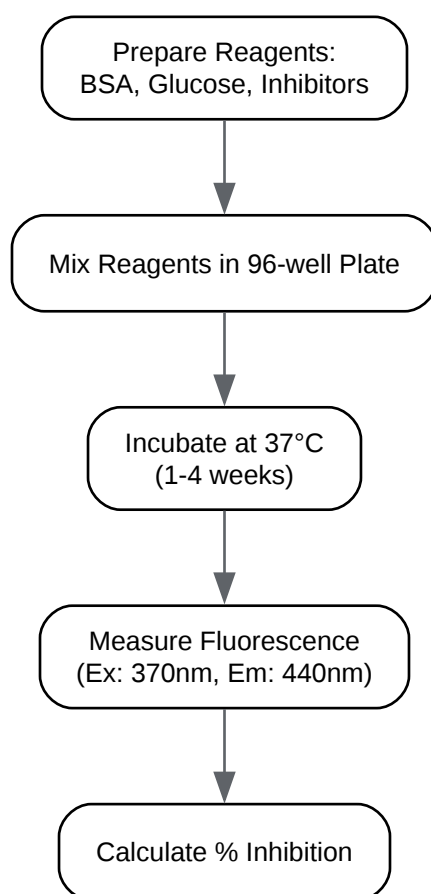 Prepare Reagents:
BSA, Glucose, Inhibitors
Mix Reagents in 96-well Plate
Incubate at 37°C
(1-4 weeks)
Measure Fluorescence
(Ex: 370nm, Em: 440nm)
Calculate % Inhibition